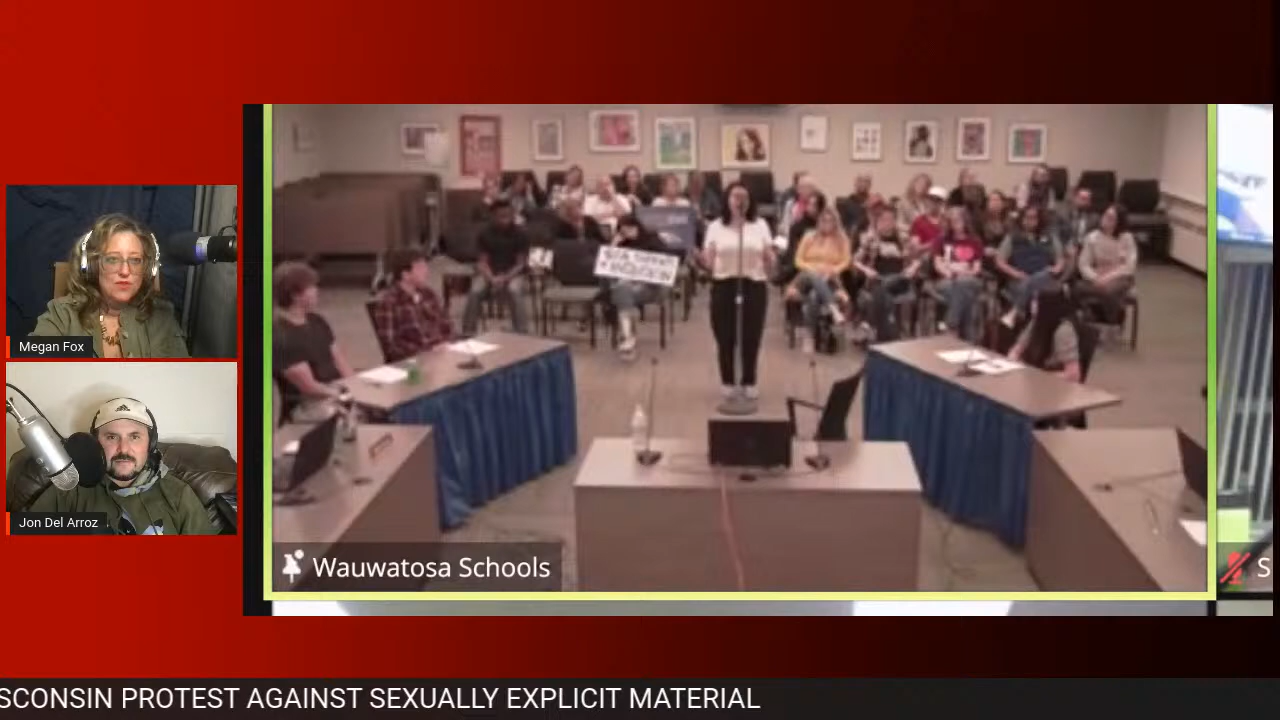 Megan Fox
Jon Del Arroz
Wauwatosa Schools
S
SCONSIN PROTEST AGAINST SEXUALLY EXPLICIT MATERIAL